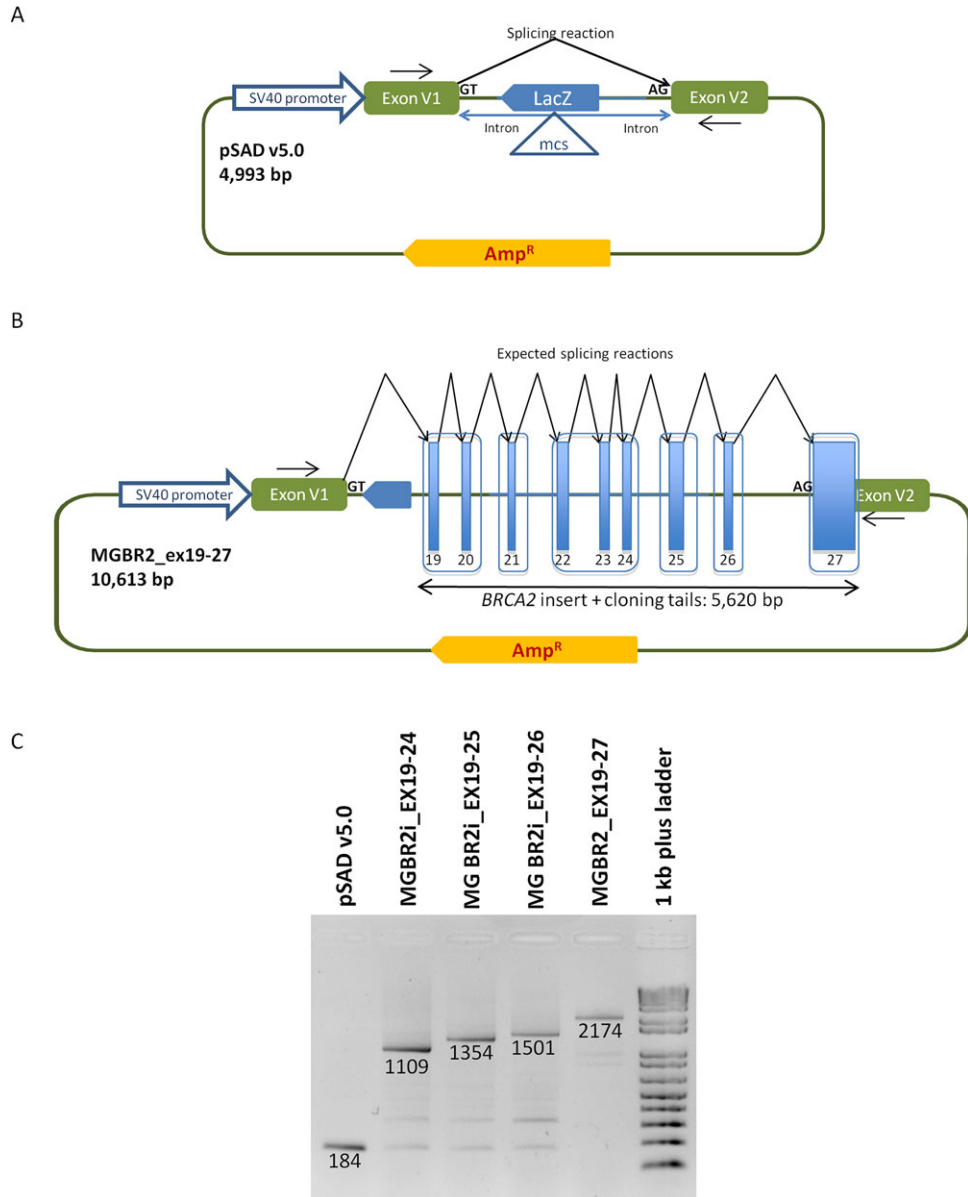 A
Splicing reaction
SV40 promoter
Exon V1
GT
LacZ
AG
Exon V2
Intron
Intron
mcs
pSAD v5.0
4,993 bp
Amp^R
B
Expected splicing reactions
SV40 promoter
Exon V1
GT
AG
Exon V2
19 20 21 22 23 24 25 26 27
MGBR2_ex19-27
10,613 bp
BRCA2 insert + cloning tails: 5,620 bp
Amp^R
C
pSAD v5.0
MGBR2i_EX19-24
MG BR2i_EX19-25
MG BR2i_EX19-26
MGBR2_EX19-27
1 kb plus ladder
184
1109
1354
1501
2174